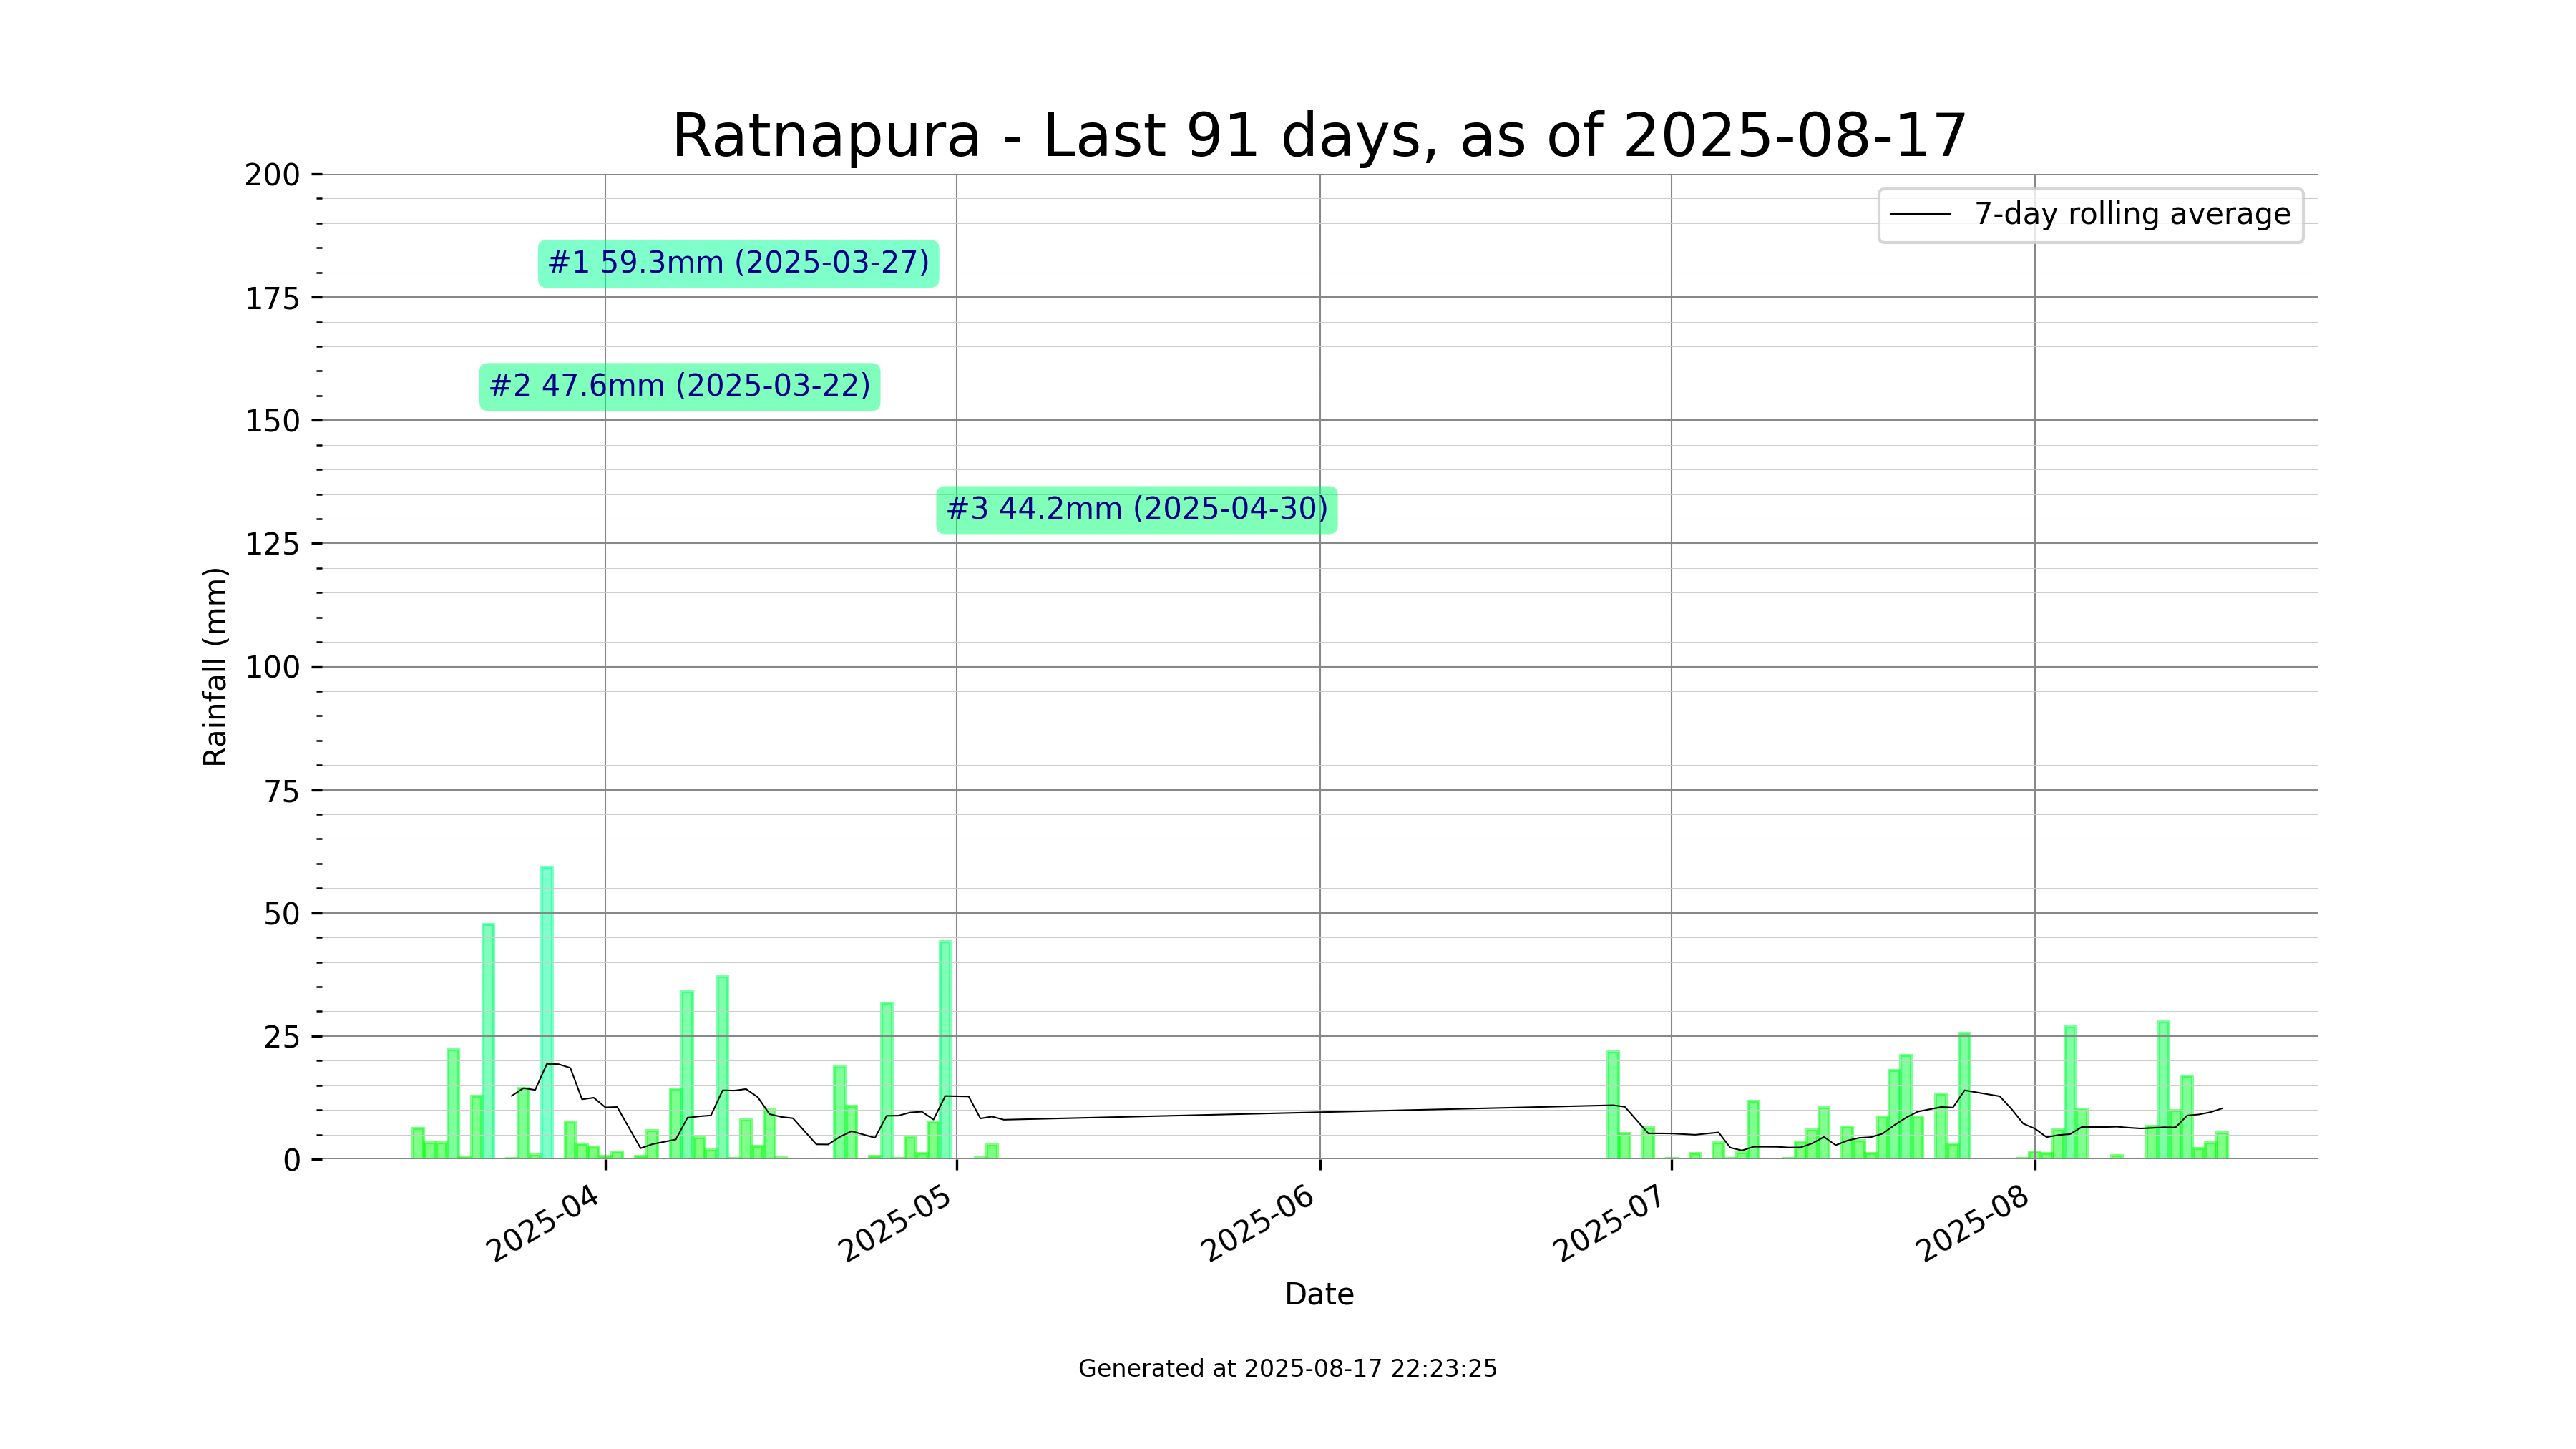 Ratnapura - Last 91 days, as of 2025-08-17
200
175
150
125
100
75
50
25
0
Rainfall (mm)
7-day rolling average
#1 59.3mm (2025-03-27)
#2 47.6mm (2025-03-22)
#3 44.2mm (2025-04-30)
2025-04
2025-05
2025-06
2025-07
2025-08
Date
Generated at 2025-08-17 22:23:25